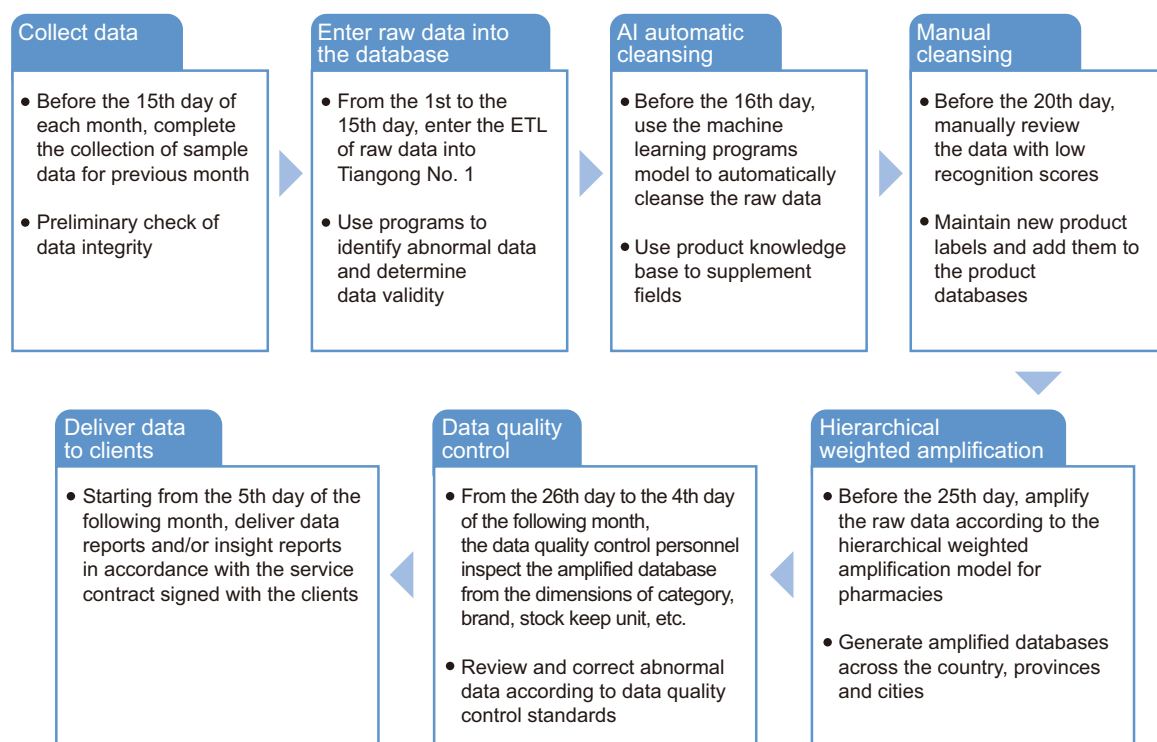 Collect data
Before the 15th day of
each month, complete
the collection of sample
data for previous month
Preliminary check of
data integrity
Enter raw data into
the database
From the 1st to the
15th day, enter the ETL
of raw data into
Tiangong No. 1
Use programs to
identify abnormal data
and determine
data validity
AI automatic
cleansing
Before the 16th day,
use the machine
learning programs
model to automatically
cleanse the raw data
Use product knowledge
base to supplement
fields
Manual
cleansing
Before the 20th day,
manually review
the data with low
recognition scores
Maintain new product
labels and add them to
the product
databases
Hierarchical
weighted amplification
Before the 25th day, amplify
the raw data according to the
hierarchical weighted
amplification model for
pharmacies
Generate amplified databases
across the country, provinces
and cities
Data quality
control
From the 26th day to the 4th day
of the following month,
the data quality control personnel
inspect the amplified database
from the dimensions of category,
brand, stock keep unit, etc.
Review and correct abnormal
data according to data quality
control standards
Deliver data
to clients
Starting from the 5th day of the
following month, deliver data
reports and/or insight reports
in accordance with the service
contract signed with the clients